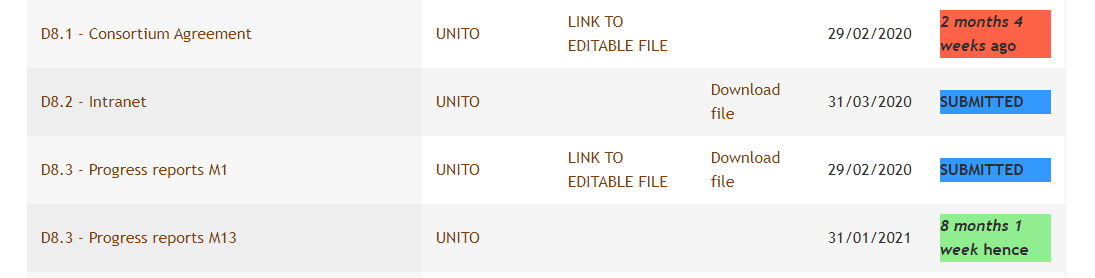 D8.1 - Consortium Agreement UNITO LINK TO EDITABLE FILE 29/02/2020 2 months 4 weeks ago
D8.2 - Intranet UNITO Download file 31/03/2020 SUBMITTED
D8.3 - Progress reports M1 UNITO LINK TO EDITABLE FILE Download file 29/02/2020 SUBMITTED
D8.3 - Progress reports M13 UNITO 31/01/2021 8 months 1 week hence